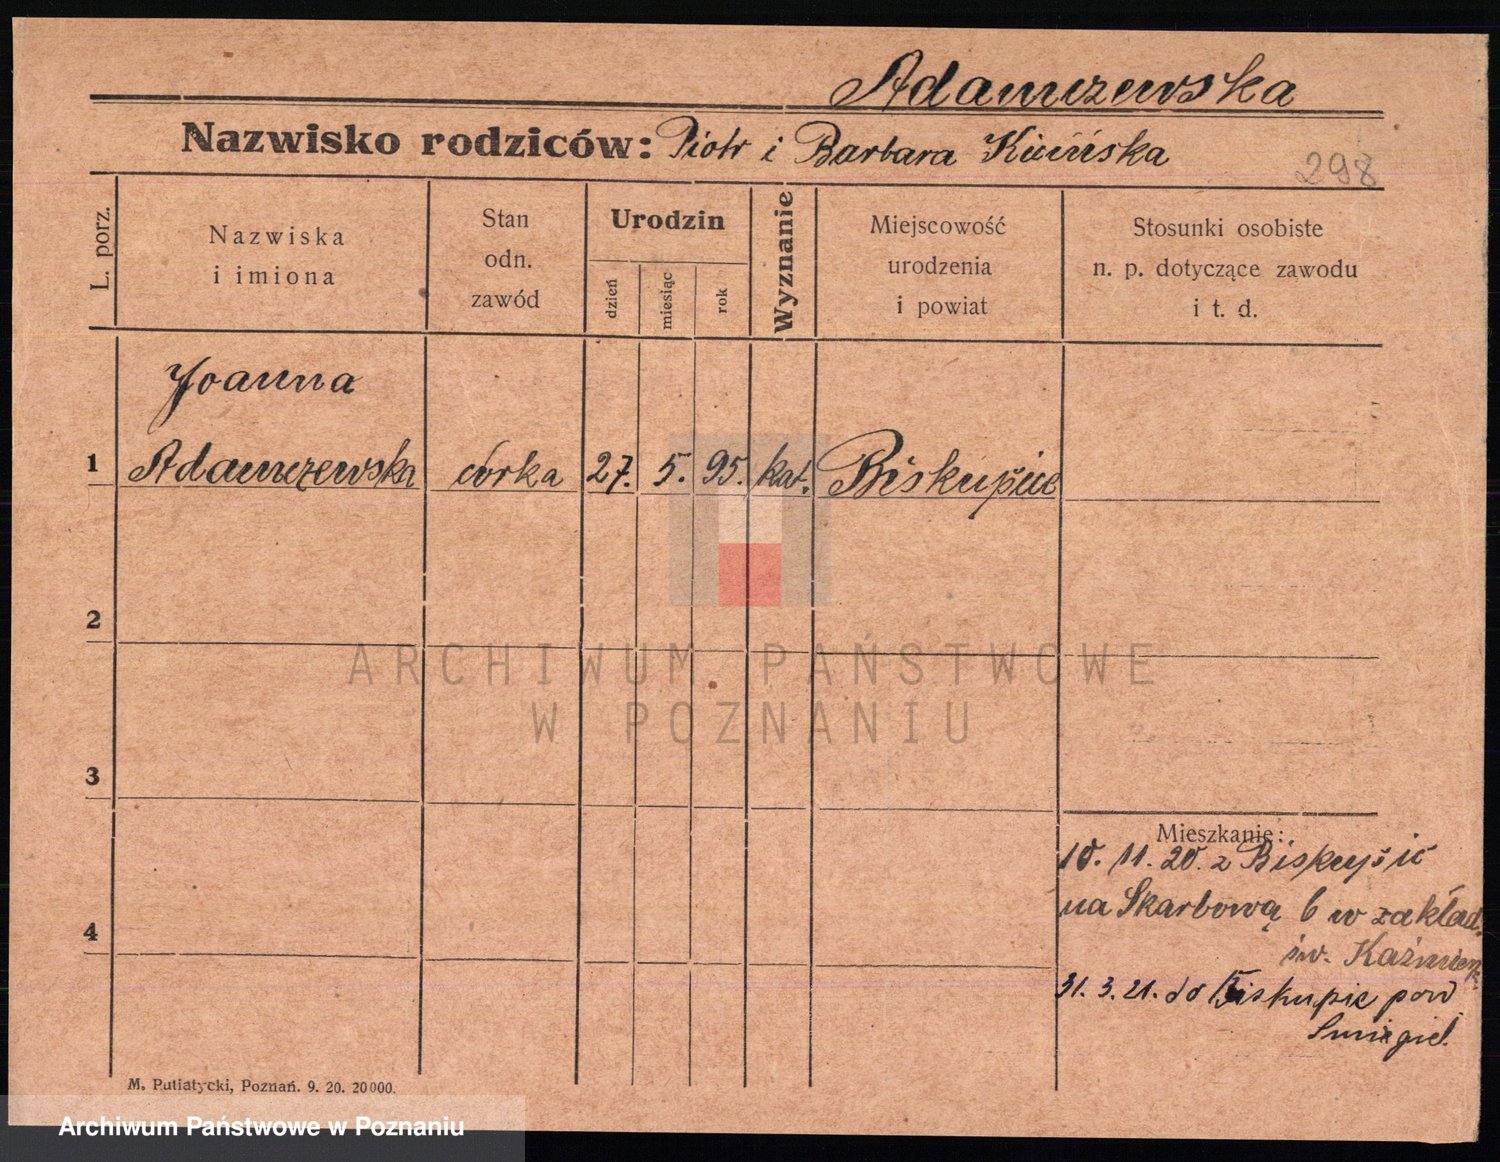 Adamczewska
Nazwisko rodziców: Piotr i Barbara
298
L. porz.
Nazwiska
i imiona
Stan
odn.
zawód
Urodzin
dzień
miesiąc
rok
Wyznanie
Miejscowość
urodzenia
i powiat
Stosunki osobiste
n. p. dotyczące zawodu
i t. d.
Joanna
1 Adamczewska córka 27. 5. 95. kat. Biskupice
2
ARCHIWUM PAŃSTWOWE
W POZNANIU
3
Mieszkanie:
10. 11. 20. z Biskupic
4
na Skarbową 6 w zakład.
św. Kaźmierz
31. 3. 21. do Biskupic pow
Śmigiel.
M. Putiatycki, Poznań. 9. 20. 20000.
Archiwum Państwowe w Poznaniu